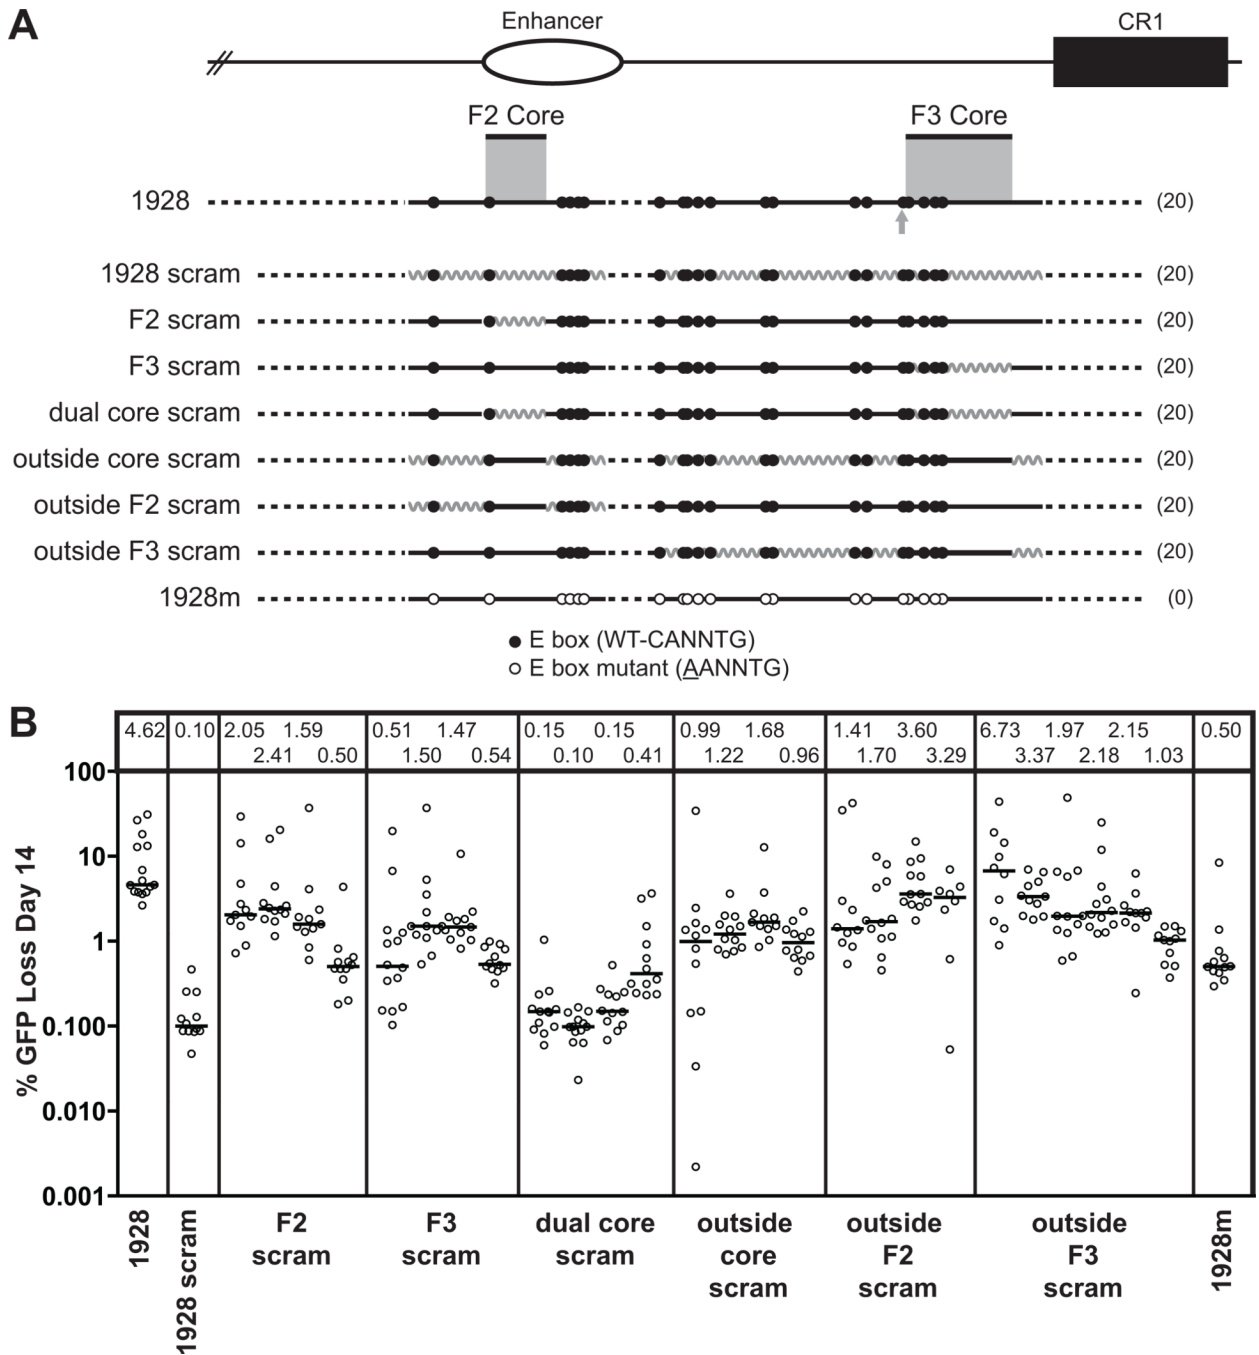 A
Enhancer
CR1
F2 Core
F3 Core
1928
(20)
1928 scram
(20)
F2 scram
(20)
F3 scram
(20)
dual core scram
(20)
outside core scram
(20)
outside F2 scram
(20)
outside F3 scram
(20)
1928m
(0)
E box (WT-CANNTG)
E box mutant (AANNTG)
B
4.62 0.10 2.05 1.59 0.51 1.47 0.15 0.15 0.99 1.68 1.41 3.60 6.73 1.97 2.15 0.50
2.41 0.50 1.50 0.54 0.10 0.41 1.22 0.96 1.70 3.29 3.37 2.18 1.03
% GFP Loss Day 14
100
10
1
0.100
0.010
0.001
1928
1928 scram
F2
scram
F3
scram
dual core
scram
outside
core
scram
outside
F2
scram
outside
F3
scram
1928m